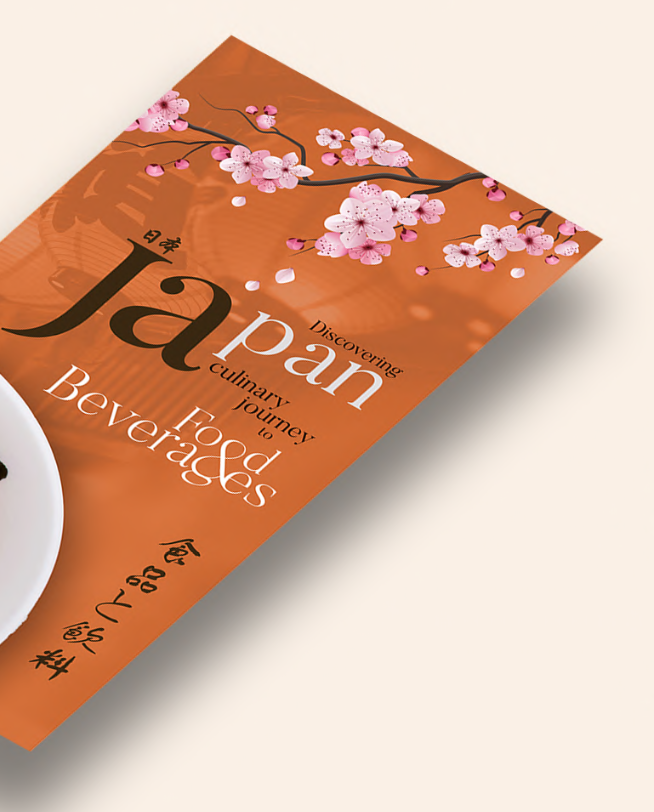 日本
Japan
Discovering
culinary
journey
to
Food
&
Beverages
食品と飲料